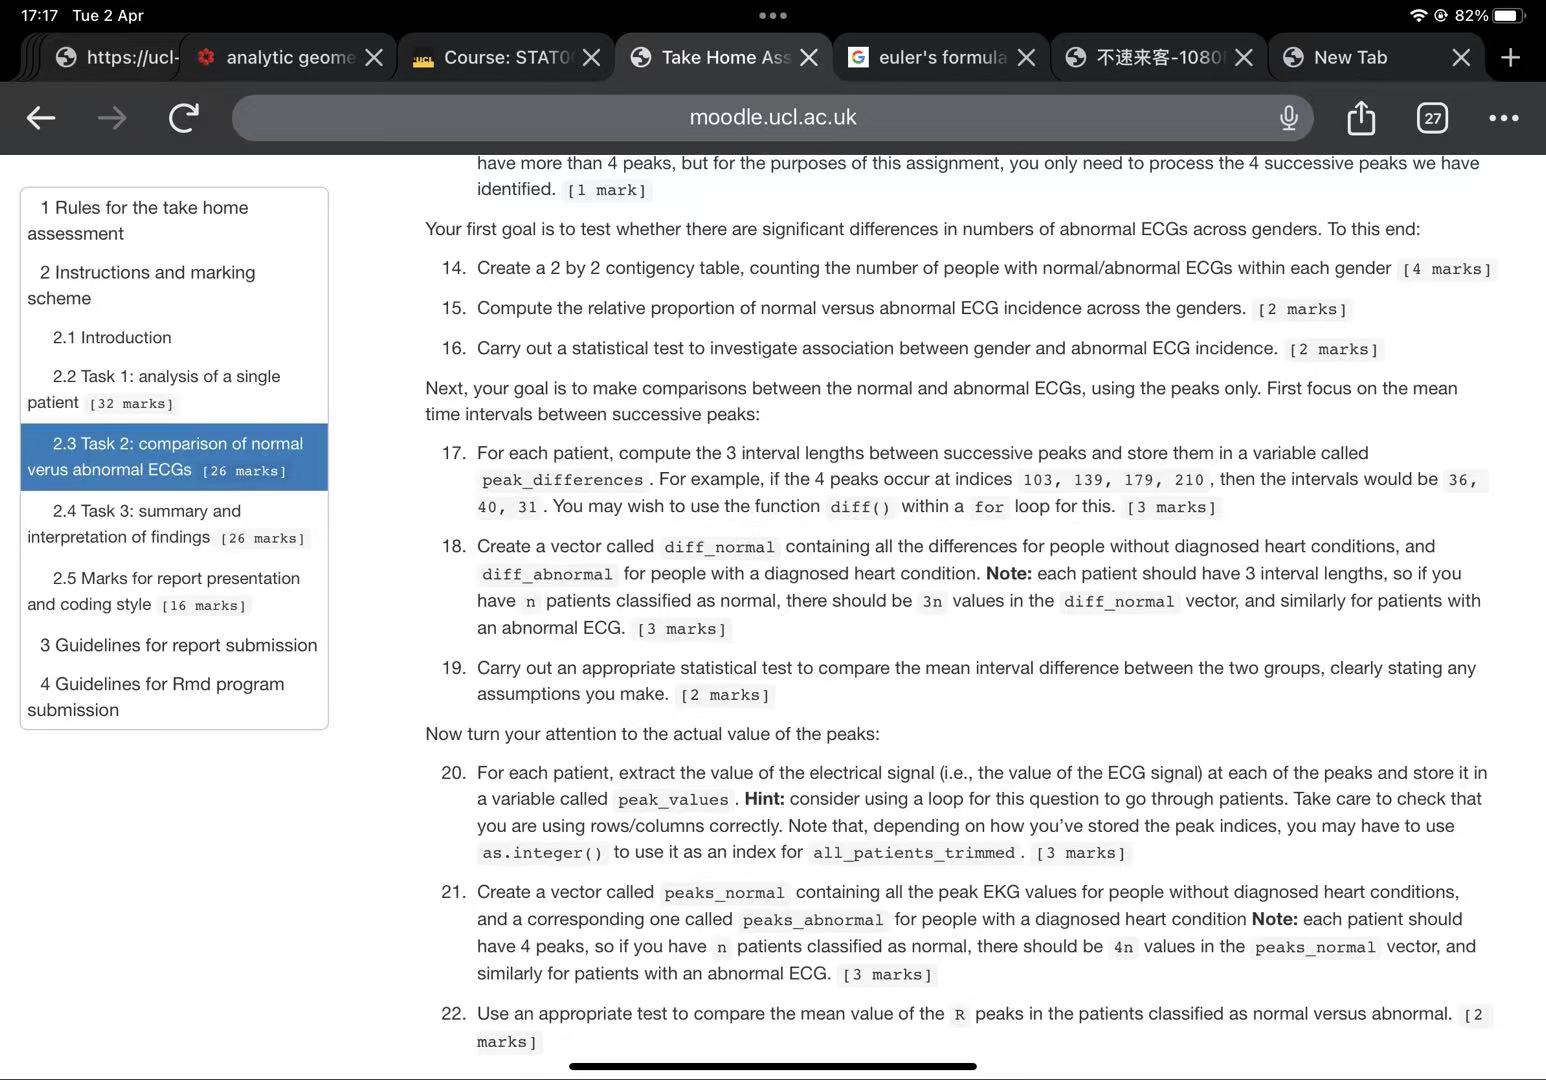 17:17 Tue 2 Apr
82%
https://ucl-
analytic geome
Course: STAT0
Take Home Ass
euler's formula
不速来客-1080
New Tab
moodle.ucl.ac.uk
27
1 Rules for the take home
assessment
2 Instructions and marking
scheme
2.1 Introduction
2.2 Task 1: analysis of a single
patient [32 marks]
2.3 Task 2: comparison of normal
verus abnormal ECGs [26 marks]
2.4 Task 3: summary and
interpretation of findings [26 marks]
2.5 Marks for report presentation
and coding style [16 marks]
3 Guidelines for report submission
4 Guidelines for Rmd program
submission
have more than 4 peaks, but for the purposes of this assignment, you only need to process the 4 successive peaks we have
identified. [1 mark]
Your first goal is to test whether there are significant differences in numbers of abnormal ECGs across genders. To this end:
14. Create a 2 by 2 contigency table, counting the number of people with normal/abnormal ECGs within each gender [4 marks]
15. Compute the relative proportion of normal versus abnormal ECG incidence across the genders. [2 marks]
16. Carry out a statistical test to investigate association between gender and abnormal ECG incidence. [2 marks]
Next, your goal is to make comparisons between the normal and abnormal ECGs, using the peaks only. First focus on the mean
time intervals between successive peaks:
17. For each patient, compute the 3 interval lengths between successive peaks and store them in a variable called
peak_differences . For example, if the 4 peaks occur at indices 103, 139, 179, 210 , then the intervals would be 36,
40, 31 . You may wish to use the function diff() within a for loop for this. [3 marks]
18. Create a vector called diff_normal containing all the differences for people without diagnosed heart conditions, and
diff_abnormal for people with a diagnosed heart condition. Note: each patient should have 3 interval lengths, so if you
have n patients classified as normal, there should be 3n values in the diff_normal vector, and similarly for patients with
an abnormal ECG. [3 marks]
19. Carry out an appropriate statistical test to compare the mean interval difference between the two groups, clearly stating any
assumptions you make. [2 marks]
Now turn your attention to the actual value of the peaks:
20. For each patient, extract the value of the electrical signal (i.e., the value of the ECG signal) at each of the peaks and store it in
a variable called peak_values . Hint: consider using a loop for this question to go through patients. Take care to check that
you are using rows/columns correctly. Note that, depending on how you've stored the peak indices, you may have to use
as.integer() to use it as an index for all_patients_trimmed . [3 marks]
21. Create a vector called peaks_normal containing all the peak EKG values for people without diagnosed heart conditions,
and a corresponding one called peaks_abnormal for people with a diagnosed heart condition Note: each patient should
have 4 peaks, so if you have n patients classified as normal, there should be 4n values in the peaks_normal vector, and
similarly for patients with an abnormal ECG. [3 marks]
22. Use an appropriate test to compare the mean value of the R peaks in the patients classified as normal versus abnormal. [2
marks]